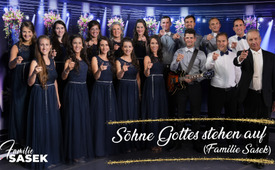 Söhne Gottes stehen auf
(Familie Sasek)
Familie
SASEK